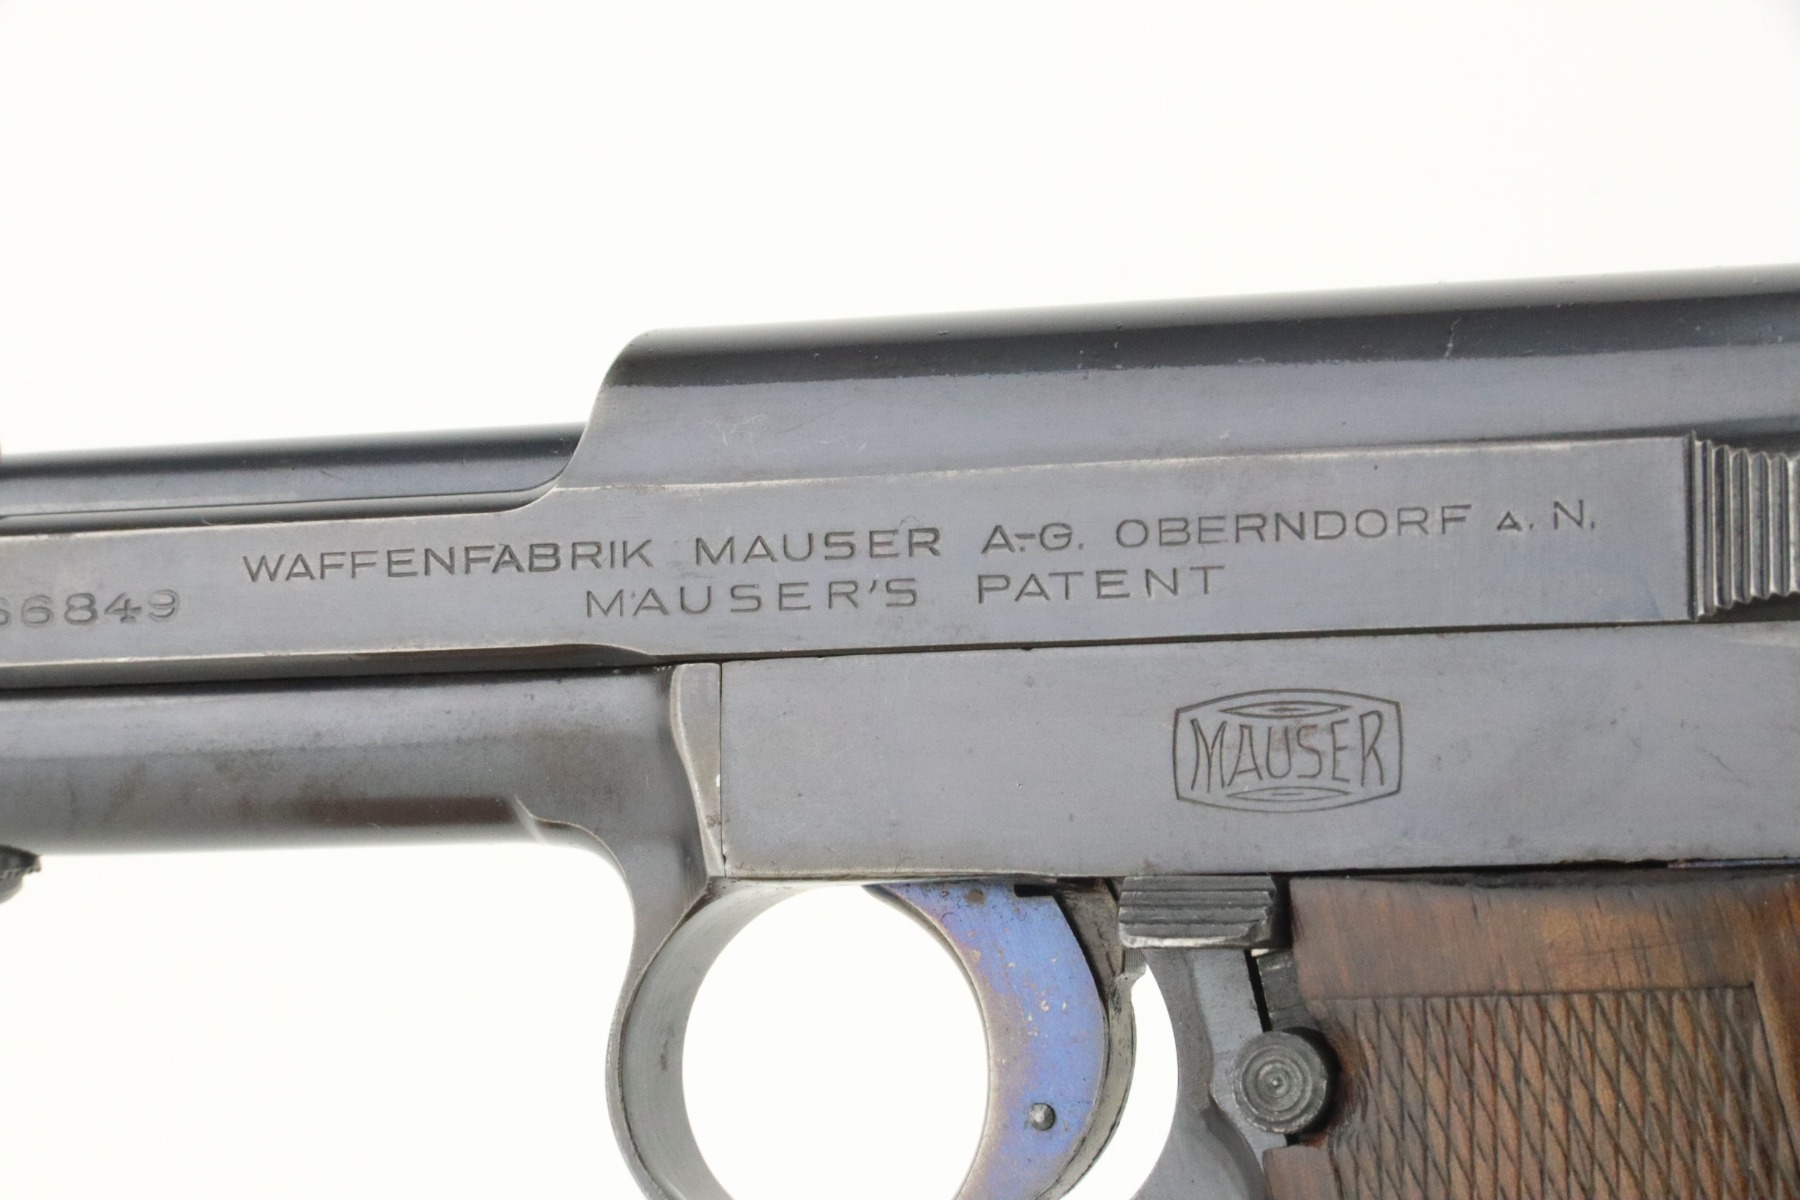 66849
WAFFENFABRIK MAUSER A.-G. OBERNDORF A. N.
MAUSER'S PATENT
MAUSER